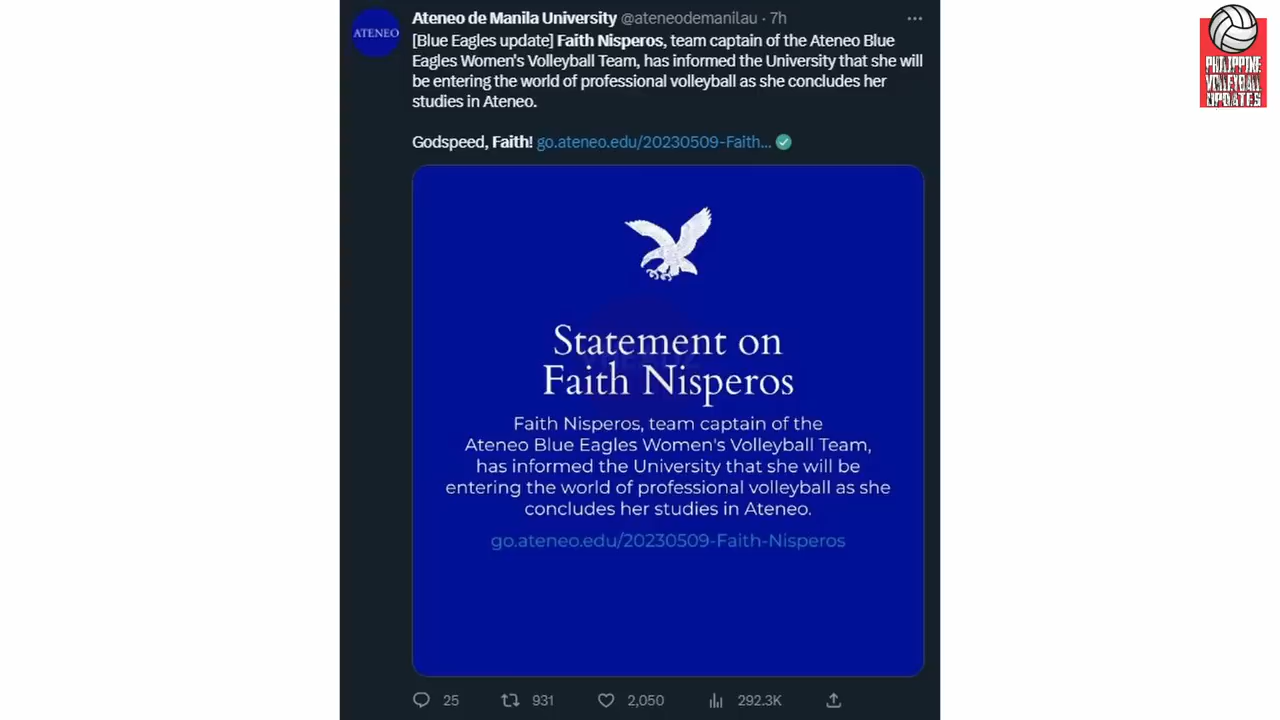 Ateneo de Manila University @ateneodemanilau · 7h
ATENEO
[Blue Eagles update] Faith Nisperos, team captain of the Ateneo Blue
Eagles Women's Volleyball Team, has informed the University that she will
be entering the world of professional volleyball as she concludes her
studies in Ateneo.
Godspeed, Faith! go.ateneo.edu/20230509-Faith...
Statement on
Faith Nisperos
Faith Nisperos, team captain of the
Ateneo Blue Eagles Women's Volleyball Team,
has informed the University that she will be
entering the world of professional volleyball as she
concludes her studies in Ateneo.
go.ateneo.edu/20230509-Faith-Nisperos
25 931 2,050 292.3K
PHILIPPINE
VOLLEYBALL
UPDATES